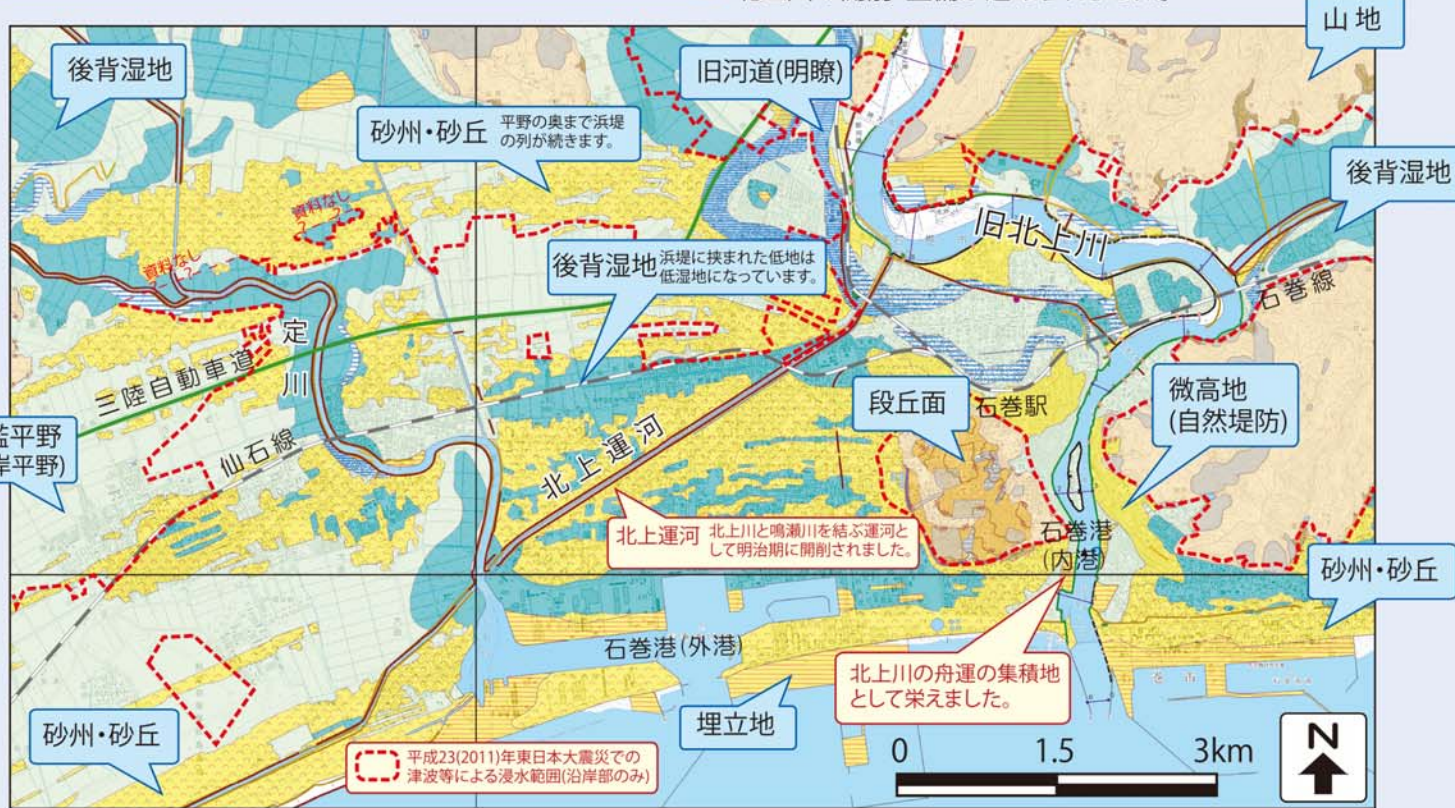 山 地
後背湿地
旧河道(明瞭)
砂州・砂丘 平野の奥まで浜堤
の列が続きます。
後背湿地
資料なし
?
?
旧北上川
後背湿地 浜堤に挟まれた低地は
低湿地になっています。
資料なし
?
石巻線
定川
三陸自動車道
段丘面
石巻駅
微高地
(自然堤防)
仙石線
北上運河
濫平野
岸平野)
北上運河 北上川と鳴瀬川を結ぶ運河と
して明治期に開削されました。
石巻港
(内港)
砂州・砂丘
石巻港(外港)
北上川の舟運の集積地
として栄えました。
巻 市
砂州・砂丘
埋立地
平成23(2011)年東日本大震災での
津波等による浸水範囲(沿岸部のみ)
0 1.5 3km
N